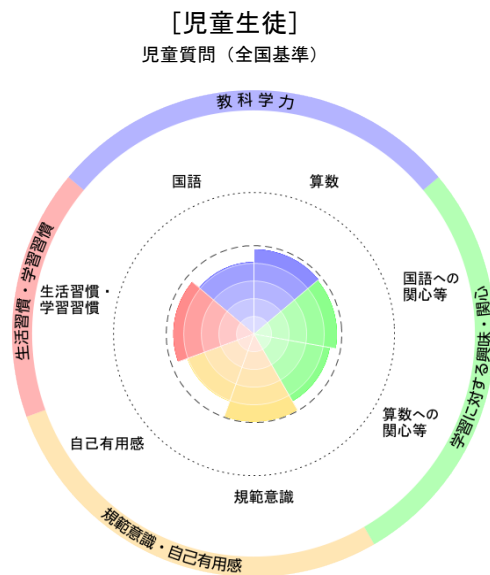 ［児童生徒］
児童質問（全国基準）
教科学力
国語
算数
生活習慣・学習習慣
生活習慣・
学習習慣
国語への
関心等
学習に対する興味・関心
算数への
関心等
自己有用感
規範意識
規範意識・自己有用感